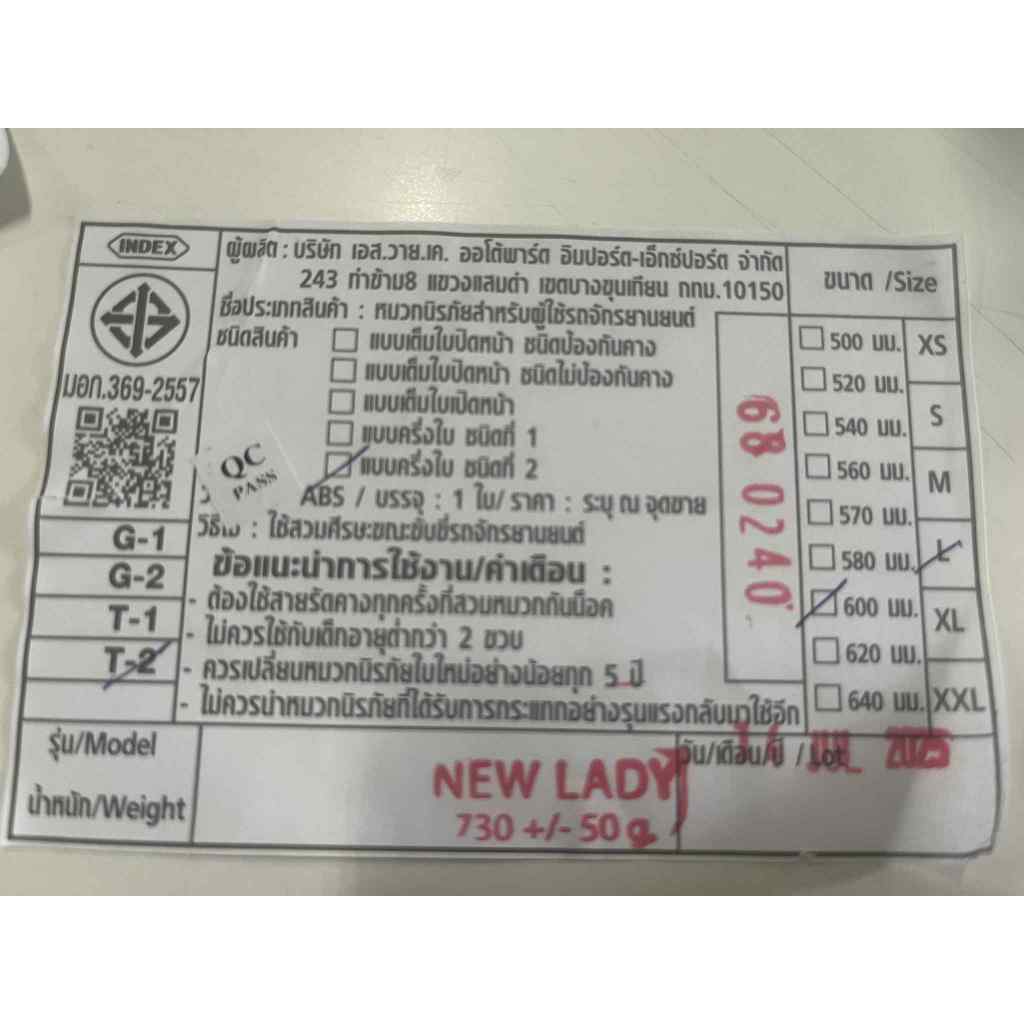 INDEX
ผู้ผลิต : บริษัท เอส.วาย.เค. ออโต้พาร์ต อิมปอร์ต-เอ็กซ์ปอร์ต จำกัด
243 ท่าข้าม8 แขวงแสมดำ เขตบางขุนเทียน กทม.10150
ขนาด /Size
มอก.369-2557
ชื่อประเภทสินค้า : หมวกนิรภัยสำหรับผู้ใช้รถจักรยานยนต์
ชนิดสินค้า
แบบเต็มใบปิดหน้า ชนิดป้องกันคาง
แบบเต็มใบปิดหน้า ชนิดไม่ป้องกันคาง
แบบเต็มใบเปิดหน้า
แบบครึ่งใบ ชนิดที่ 1
แบบครึ่งใบ ชนิดที่ 2
QC
PASS
ABS / บรรจุ : 1 ใบ/ ราคา : ระบุ ณ จุดขาย
: ใช้สวมศีรษะขณะขับขี่รถจักรยานยนต์
ข้อแนะนำการใช้งาน/คำเตือน :
- ต้องใช้สายรัดคางทุกครั้งที่สวมหมวกกันน็อค
- ไม่ควรใช้กับเด็กอายุต่ำกว่า 2 ขวบ
- ควรเปลี่ยนหมวกนิรภัยใบใหม่อย่างน้อยทุก 5 ปี
- ไม่ควรนำหมวกนิรภัยที่ได้รับการกระแทกอย่างรุนแรงกลับมาใช้อีก
G-1
G-2
T-1
T-2
68 0240
500 มม.
520 มม.
540 มม.
560 มม.
570 มม.
580 มม.
600 มม.
620 มม.
640 มม.
XS
S
M
L
XL
XXL
รุ่น/Model
NEW LADY
วัน/เดือน/ปี / Lot
JUL 2025
น้ำหนัก/Weight
730 +/- 50 g